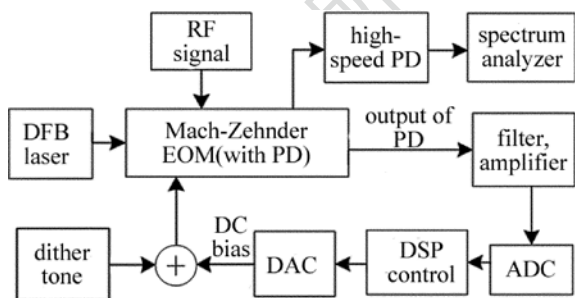 RF
signal
high-
speed PD
spectrum
analyzer
DFB
laser
Mach-Zehnder
EOM(with PD)
output of
PD
filter,
amplifier
dither
tone
+
DC
bias
DAC
DSP
control
ADC